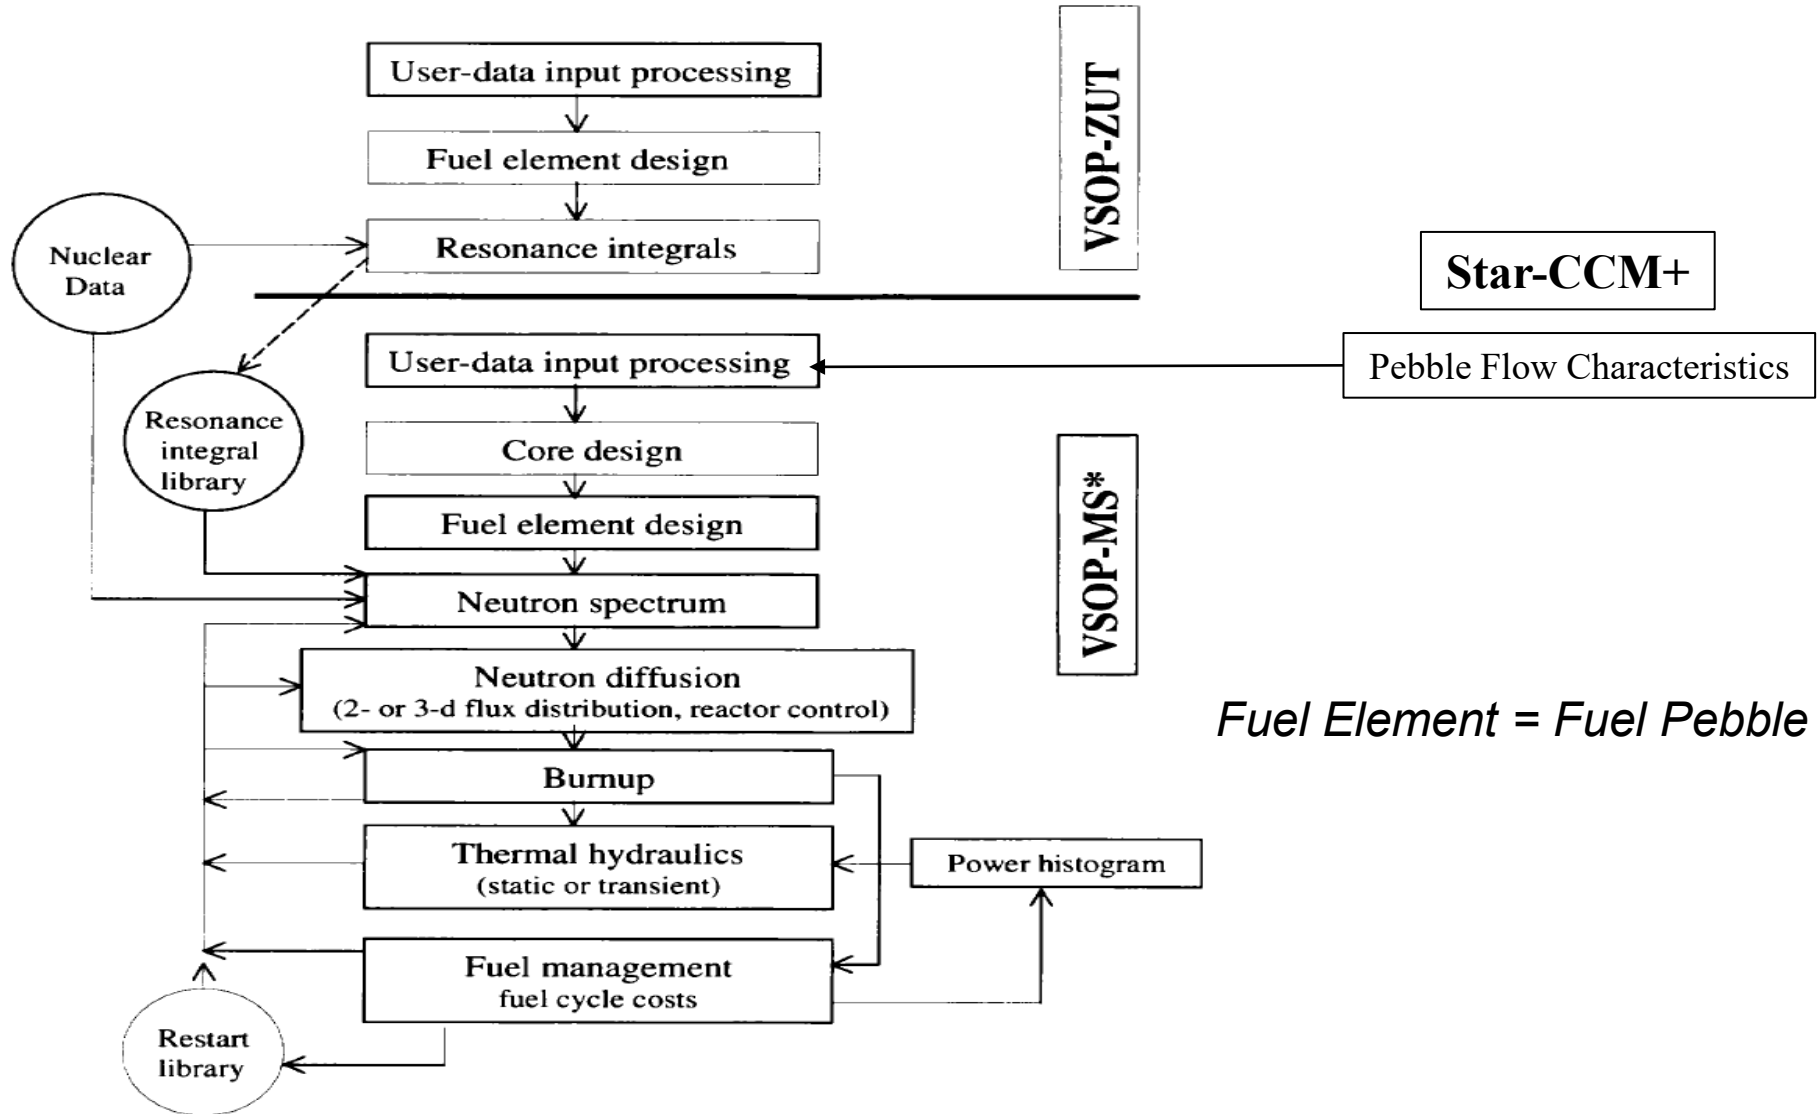 User-data input processing
Fuel element design
Resonance integrals
VSOP-ZUT
Nuclear
Data
Star-CCM+
Pebble Flow Characteristics
User-data input processing
Resonance
integral
library
Core design
Fuel element design
VSOP-MS*
Neutron spectrum
Neutron diffusion
(2- or 3-d flux distribution, reactor control)
Fuel Element = Fuel Pebble
Burnup
Thermal hydraulics
(static or transient)
Power histogram
Fuel management
fuel cycle costs
Restart
library